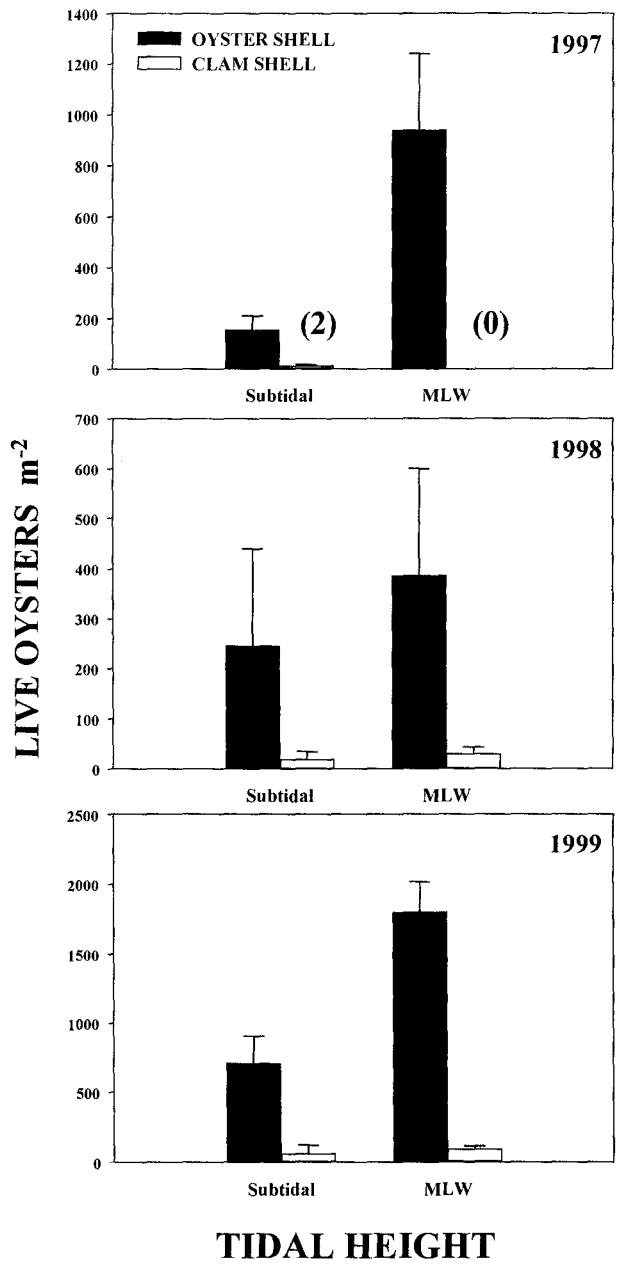 1400
OYSTER SHELL
1997
CLAM SHELL
1200
1000
800
600
400
200
0
(2)
(0)
Subtidal
MLW
700
1998
600
500
400
300
200
100
0
Subtidal
MLW
2500
1999
2000
1500
1000
500
0
Subtidal
MLW
LIVE OYSTERS m-2
TIDAL HEIGHT